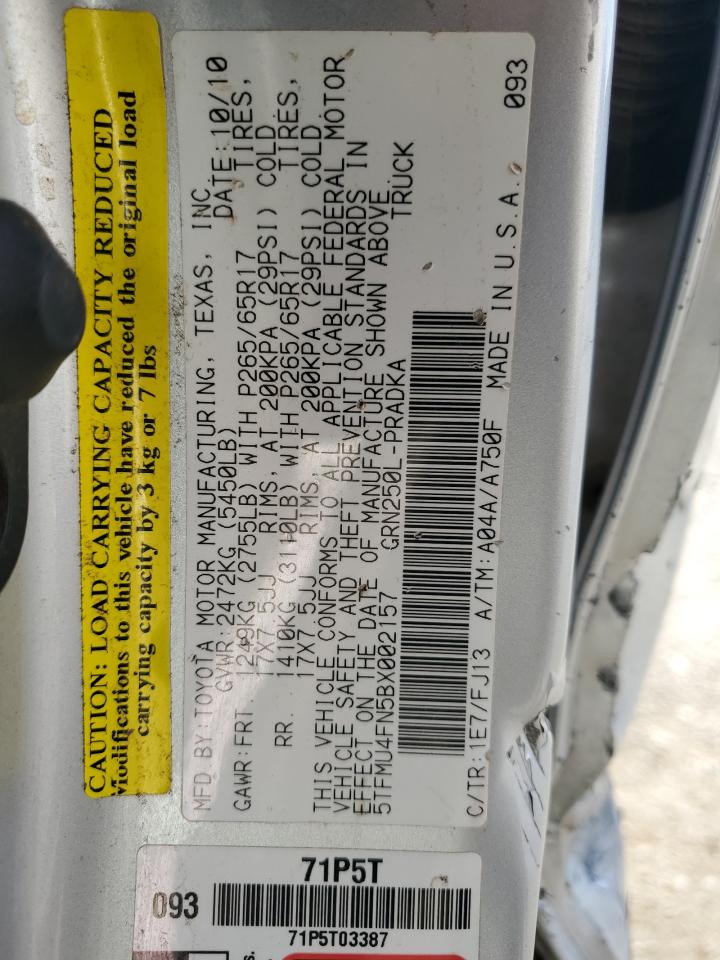 CAUTION: LOAD CARRYING CAPACITY REDUCED
Modifications to this vehicle have reduced the original load
carrying capacity by 3 kg or 7 lbs
MFD BY:TOYOTA MOTOR MANUFACTURING, TEXAS, INC.
GVWR:2472KG (5450LB) DATE:10/10
GAWR:FRT. 1249KG (2755LB) WITH P265/65R17 TIRES,
17X7.5JJ RIMS, AT 200KPA (29PSI) COLD
RR. 1410KG (3110LB) WITH P265/65R17 TIRES,
17X7.5JJ RIMS, AT 200KPA (29PSI) COLD
THIS VEHICLE CONFORMS TO ALL APPLICABLE FEDERAL MOTOR
VEHICLE SAFETY AND THEFT PREVENTION STANDARDS IN
EFFECT ON THE DATE OF MANUFACTURE SHOWN ABOVE.
5TFMU4FN5BX002157 GRN250L-PRADKA TRUCK
C/TR:1E7/FJ13 A/TM:A04A/A750F MADE IN U.S.A. 093
71P5T
093
71P5T03387